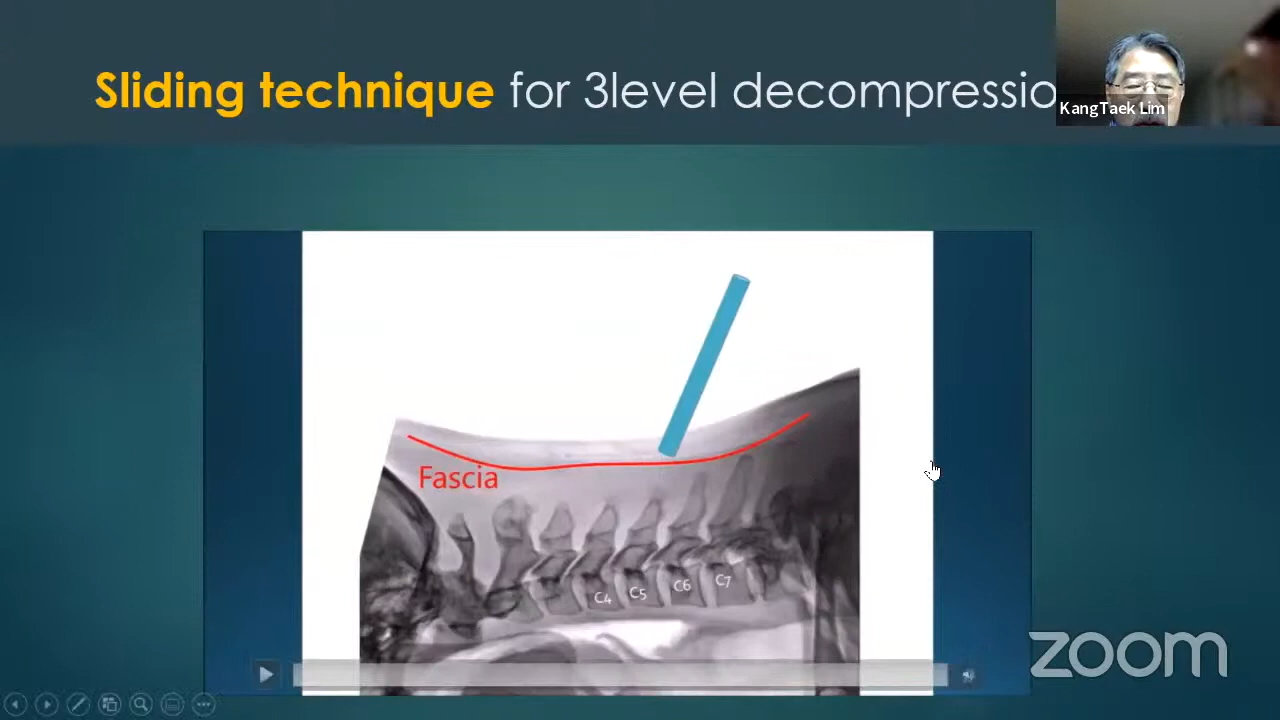 Sliding technique for 3level decompressio
KangTaek Lim
Fascia
C4 C5 C6 C7
zoom